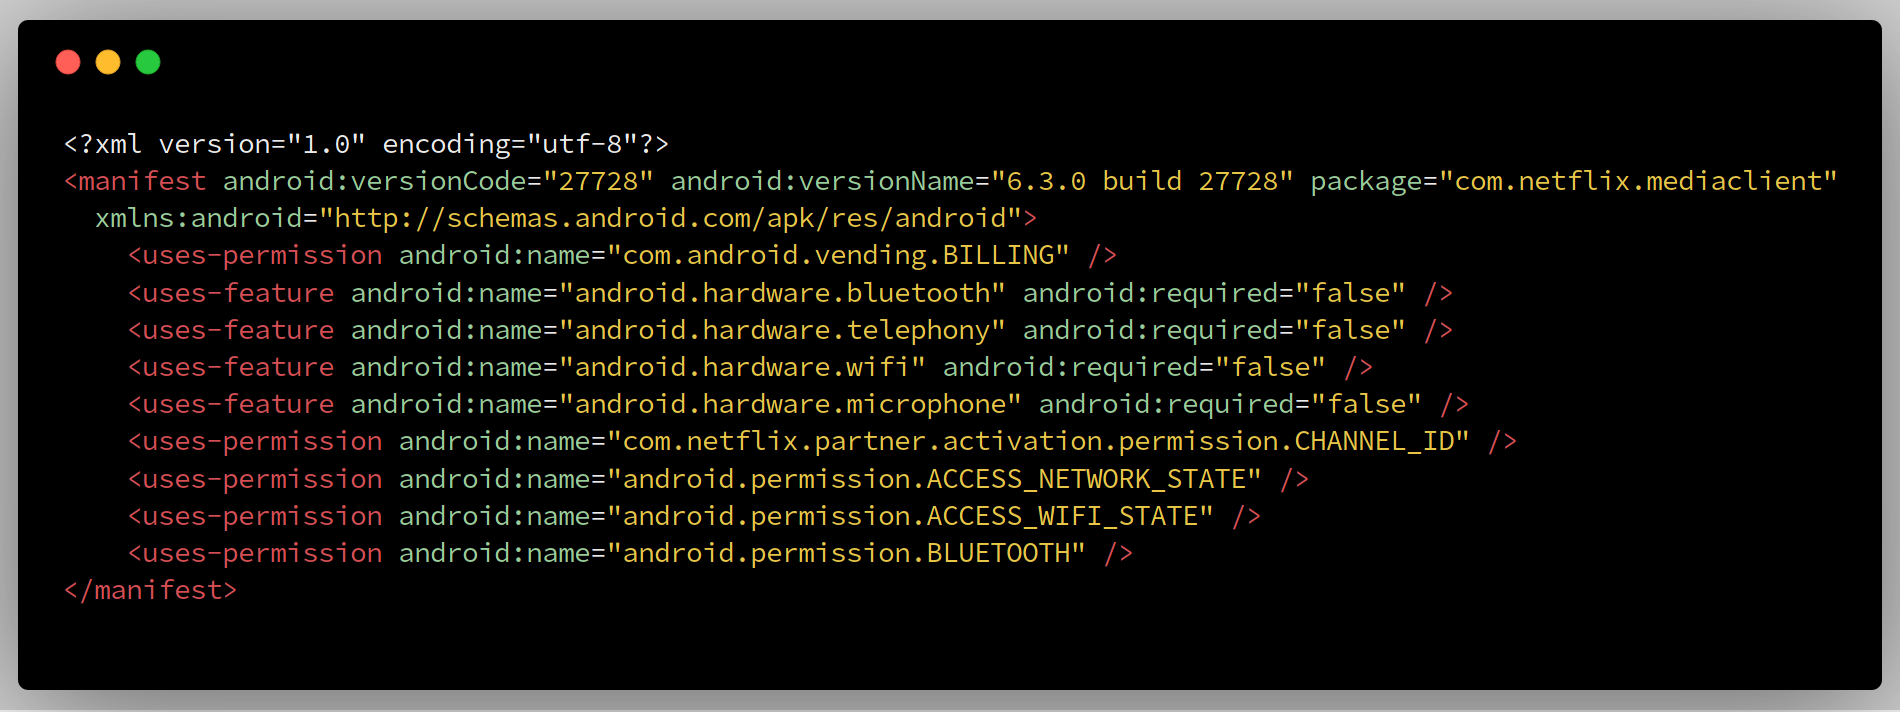 <?xml version="1.0" encoding="utf-8"?>
<manifest android:versionCode="27728" android:versionName="6.3.0 build 27728" package="com.netflix.mediaclient"
  xmlns:android="http://schemas.android.com/apk/res/android">
    <uses-permission android:name="com.android.vending.BILLING" />
    <uses-feature android:name="android.hardware.bluetooth" android:required="false" />
    <uses-feature android:name="android.hardware.telephony" android:required="false" />
    <uses-feature android:name="android.hardware.wifi" android:required="false" />
    <uses-feature android:name="android.hardware.microphone" android:required="false" />
    <uses-permission android:name="com.netflix.partner.activation.permission.CHANNEL_ID" />
    <uses-permission android:name="android.permission.ACCESS_NETWORK_STATE" />
    <uses-permission android:name="android.permission.ACCESS_WIFI_STATE" />
    <uses-permission android:name="android.permission.BLUETOOTH" />
</manifest>